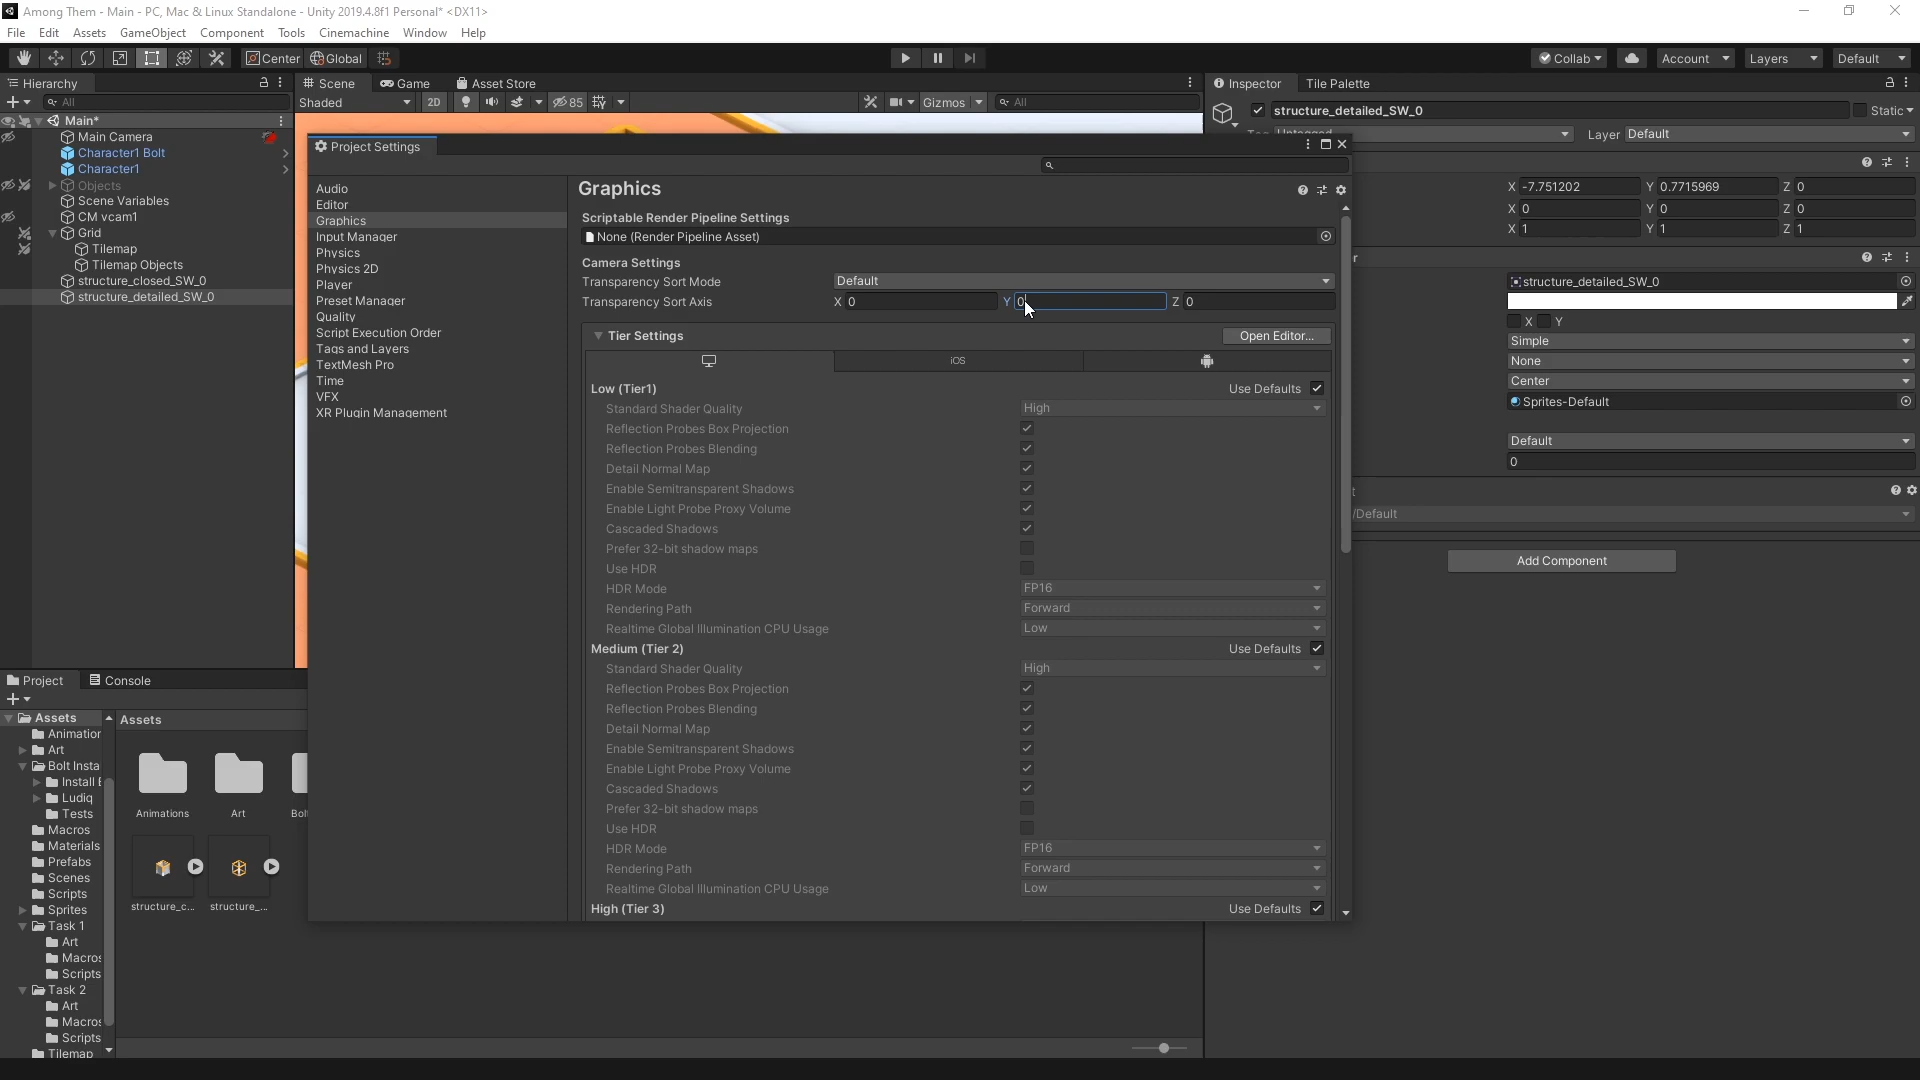 Among Them - Main - PC, Mac & Linux Standalone - Unity 2019.4.8f1 Personal* <DX11>
File Edit Assets GameObject Component Tools Cinemachine Window Help
Center Global Collab Account Layers Default
Hierarchy
All
Main*
Main Camera
Character1 Bolt
Character1
Objects
Scene Variables
CM vcam1
Grid
Tilemap
Tilemap Objects
structure_closed_SW_0
structure_detailed_SW_0
Scene Game Asset Store
Shaded 2D 85 Gizmos All
Project Settings
Audio
Editor
Graphics
Input Manager
Physics
Physics 2D
Player
Preset Manager
Quality
Script Execution Order
Tags and Layers
TextMesh Pro
Time
VFX
XR Plugin Management
Graphics
Scriptable Render Pipeline Settings
None (Render Pipeline Asset)
Camera Settings
Transparency Sort Mode Default
Transparency Sort Axis X 0 Y 0 Z 0
Tier Settings Open Editor...
iOS
Low (Tier1) Use Defaults
Standard Shader Quality High
Reflection Probes Box Projection
Reflection Probes Blending
Detail Normal Map
Enable Semitransparent Shadows
Enable Light Probe Proxy Volume
Cascaded Shadows
Prefer 32-bit shadow maps
Use HDR
HDR Mode FP16
Rendering Path Forward
Realtime Global Illumination CPU Usage Low
Medium (Tier 2) Use Defaults
Standard Shader Quality High
Reflection Probes Box Projection
Reflection Probes Blending
Detail Normal Map
Enable Semitransparent Shadows
Enable Light Probe Proxy Volume
Cascaded Shadows
Prefer 32-bit shadow maps
Use HDR
HDR Mode FP16
Rendering Path Forward
Realtime Global Illumination CPU Usage Low
High (Tier 3) Use Defaults
Inspector Tile Palette
structure_detailed_SW_0 Static
Untagged Layer Default
X -7.751202 Y 0.7715969 Z 0
X 0 Y 0 Z 0
X 1 Y 1 Z 1
r
structure_detailed_SW_0
X Y
Simple
None
Center
Sprites-Default
Default
0
t
/Default
Add Component
Project Console
Assets
Animation
Art
Bolt Insta
Install E
Ludiq
Tests
Macros
Materials
Prefabs
Scenes
Scripts
Sprites
Task 1
Art
Macros
Scripts
Task 2
Art
Macros
Scripts
Tilemap
Assets
Animations Art Bolt
structure_c... structure_...